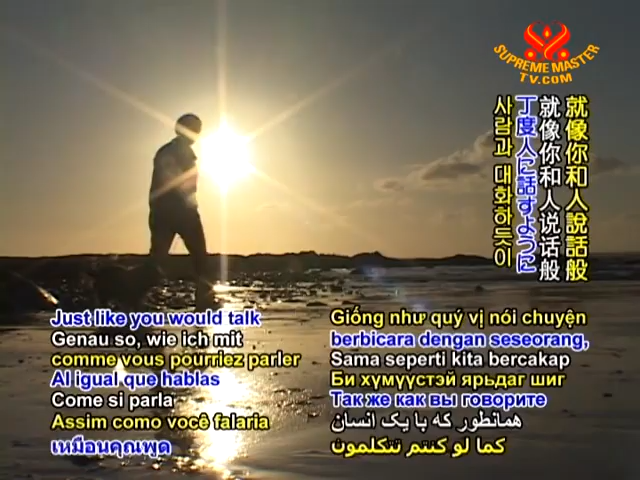 SUPREME MASTER
TV.COM
就像你和人說話般
就像你和人说话般
丁度人に話すように
사람과 대화하듯이
Just like you would talk
Genau so, wie ich mit
comme vous pourriez parler
Al igual que hablas
Come si parla
Assim como você falaria
เหมือนคุณพูด
Giống như quý vị nói chuyện
berbicara dengan seseorang,
Sama seperti kita bercakap
Би хүмүүстэй ярьдаг шиг
Так же как вы говорите
همانطور که با یک انسان
كما لو كنتم تتكلمون